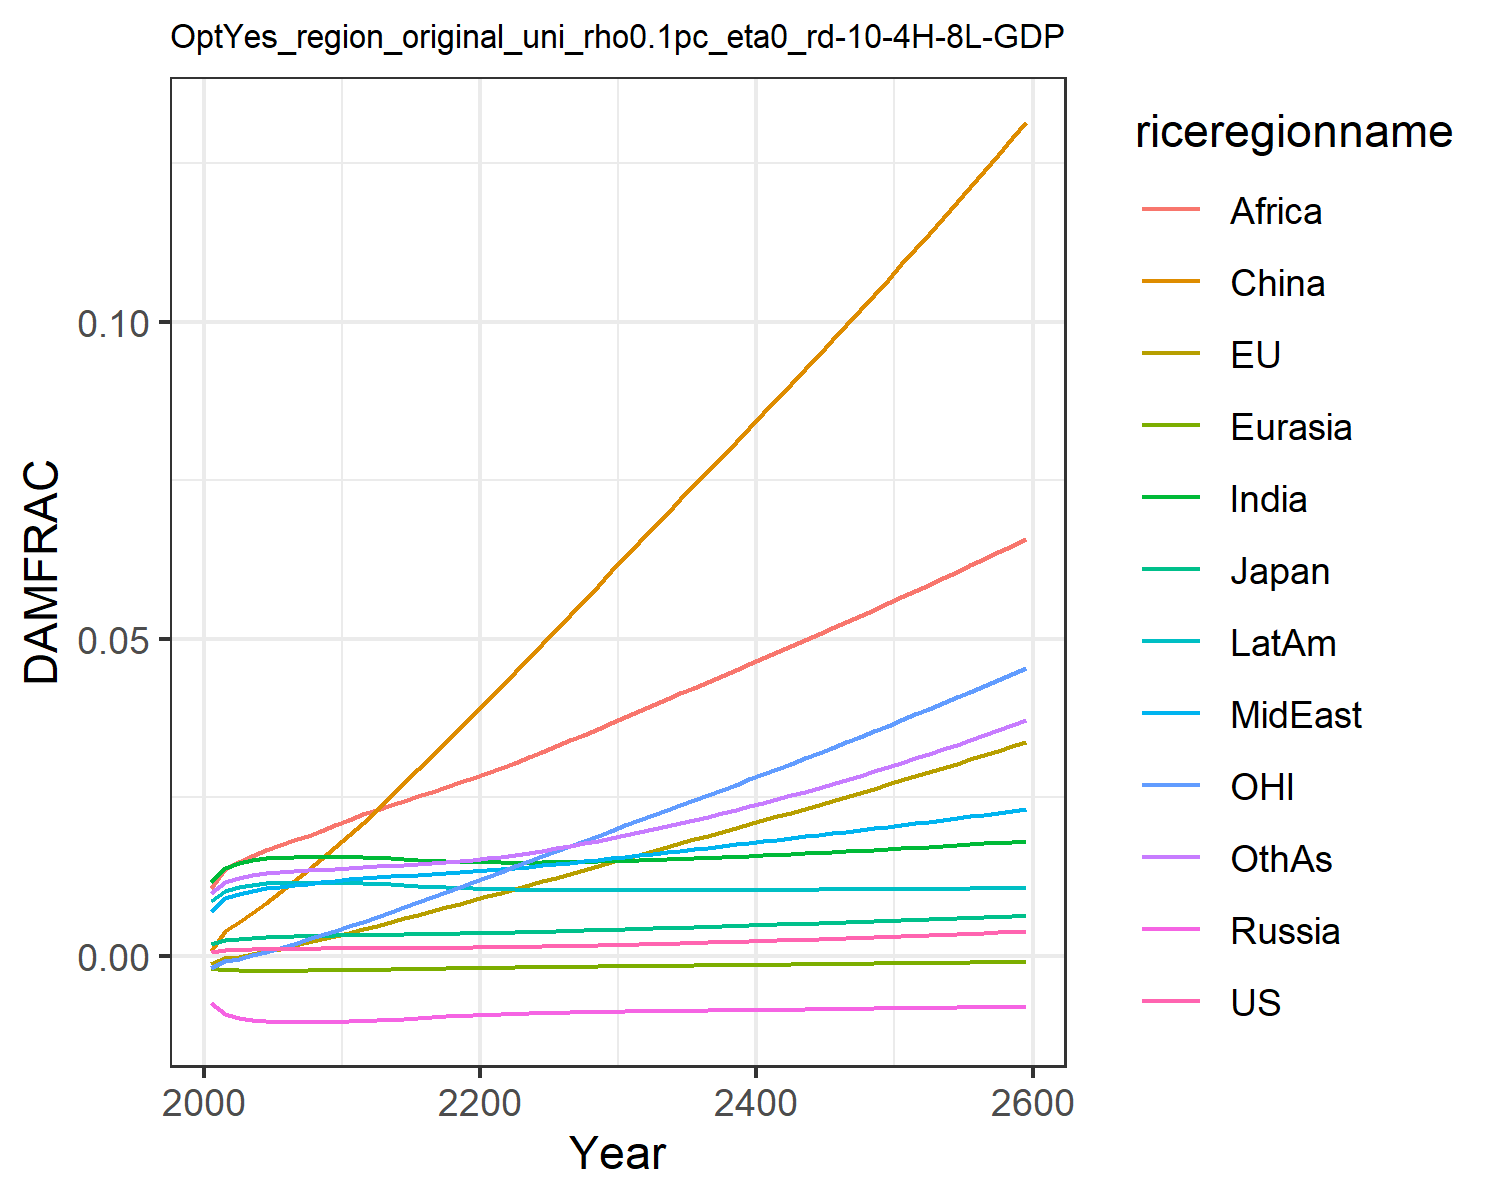 OptYes_region_original_uni_rho0.1pc_eta0_rd-10-4H-8L-GDP
riceregionname
Africa
China
EU
Eurasia
India
Japan
LatAm
MidEast
OHI
OthAs
Russia
US
DAMFRAC
0.10
0.05
0.00
2000 2200 2400 2600
Year